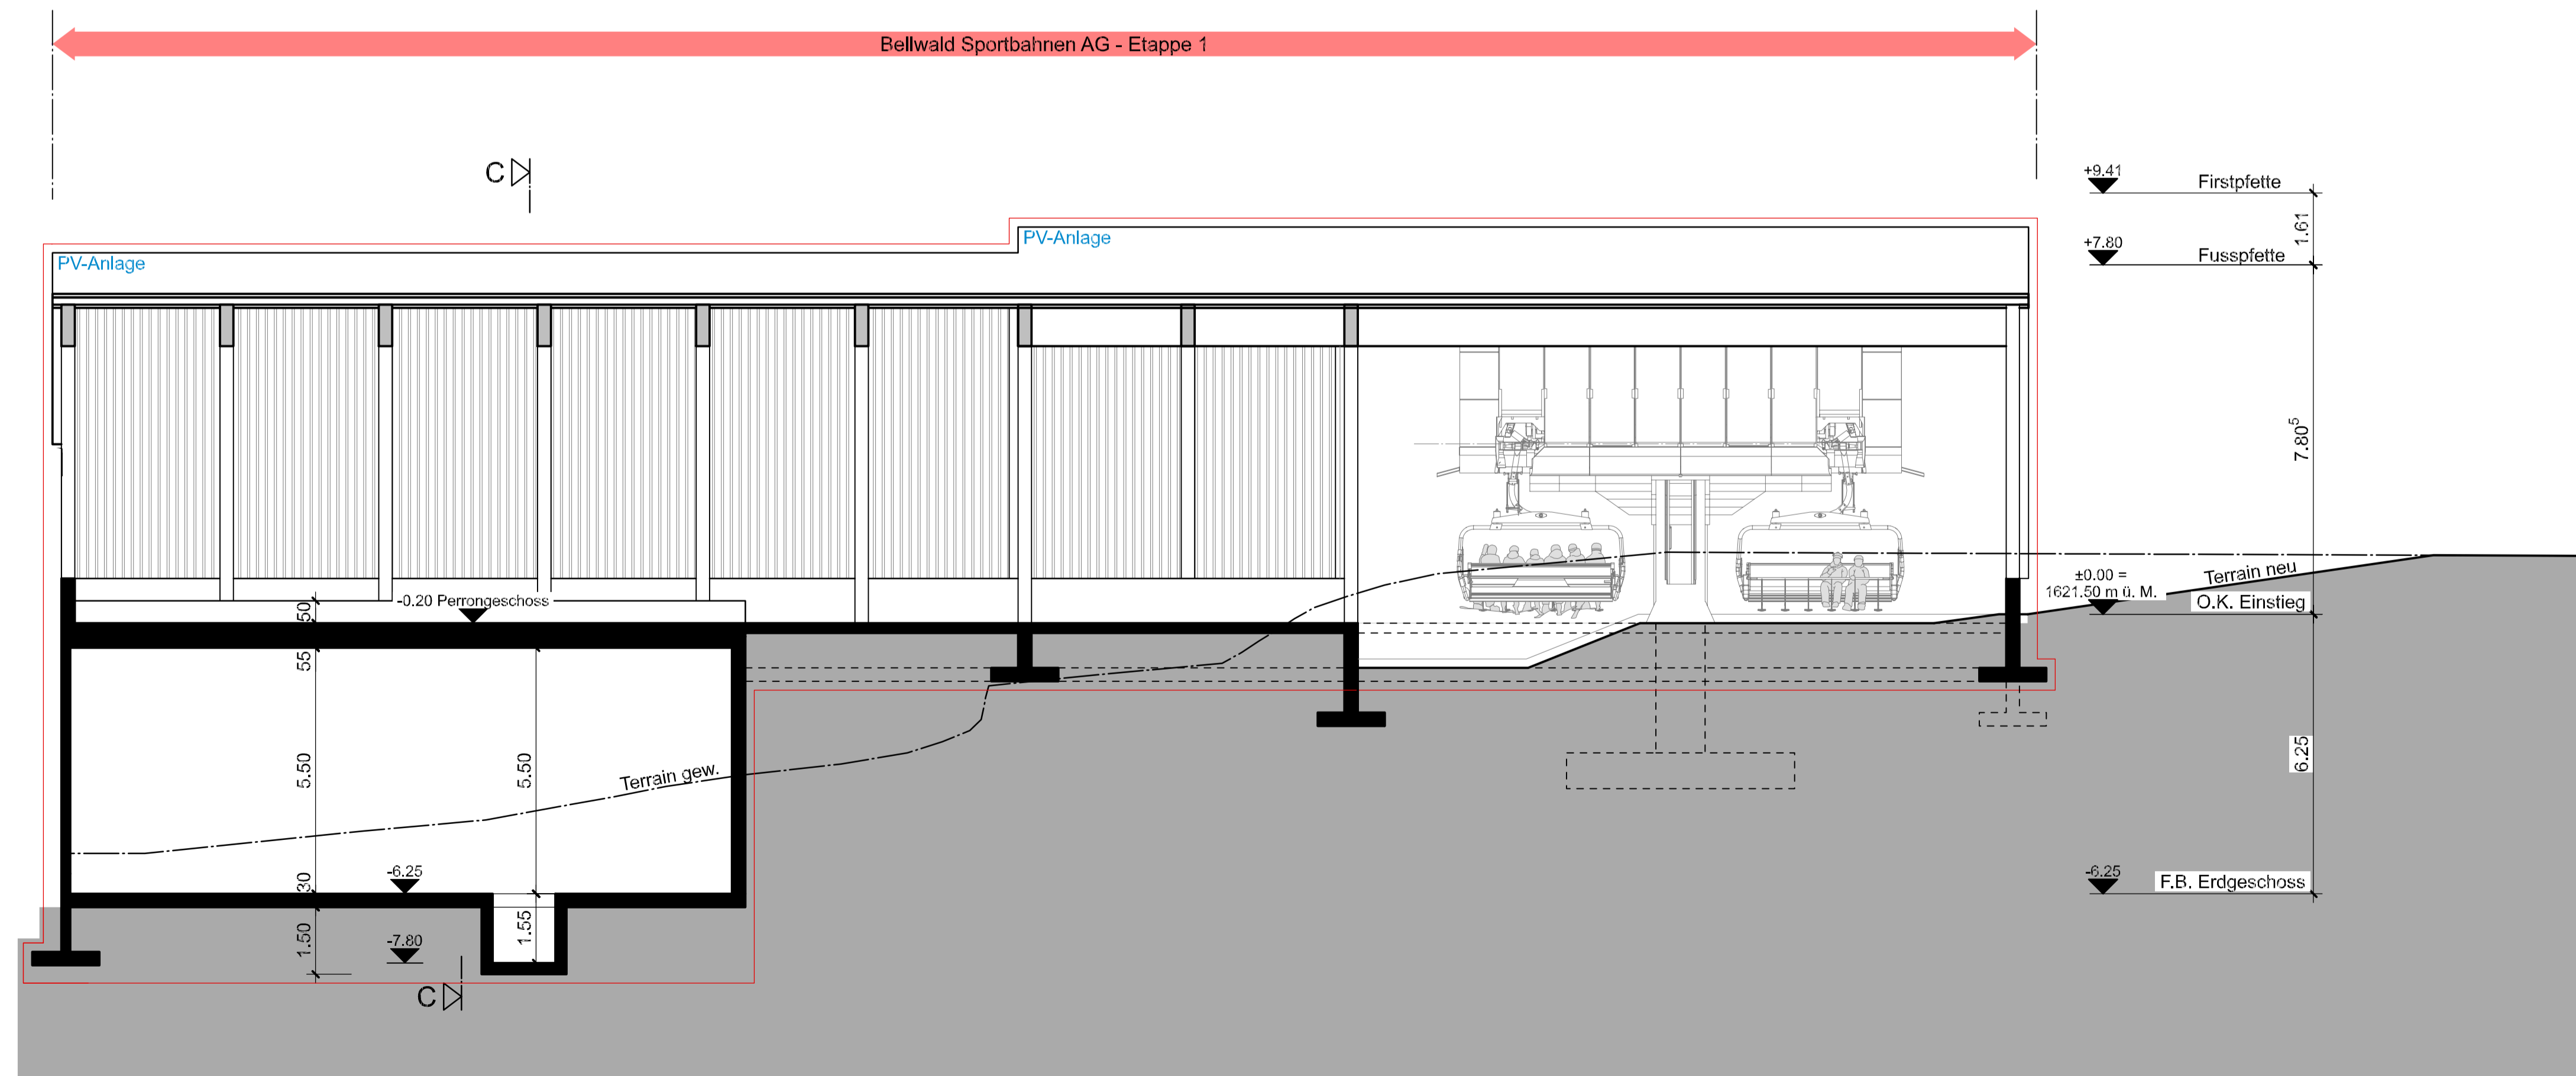 Bellwald Sportbahnen AG - Etappe 1
C
+9.41
Firstpfette
1.61
PV-Anlage
PV-Anlage
+7.80
Fusspfette
7.80⁵
Terrain neu
±0.00 =
1621.50 m ü. M.
O.K. Einstieg
-0.20 Perrongeschoss
50
55
5.50
5.50
Terrain gew.
6.25
30
-6.25
-6.25
F.B. Erdgeschoss
1.50
1.55
-7.80
C